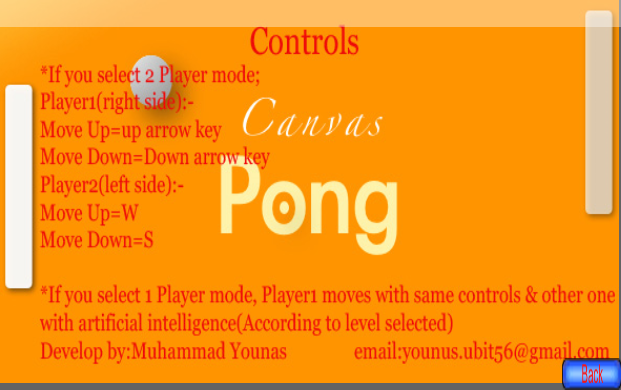 Controls
*If you select 2 Player mode;
Player1(right side):-
Canvas
Move Up=up arrow key
Move Down=Down arrow key
Player2(left side):-
Pong
Move Up=W
Move Down=S
*If you select 1 Player mode, Player1 moves with same controls & other one
with artificial intelligence(According to level selected)
Develop by:Muhammad Younas email:younus.ubit56@gmail.com
Back